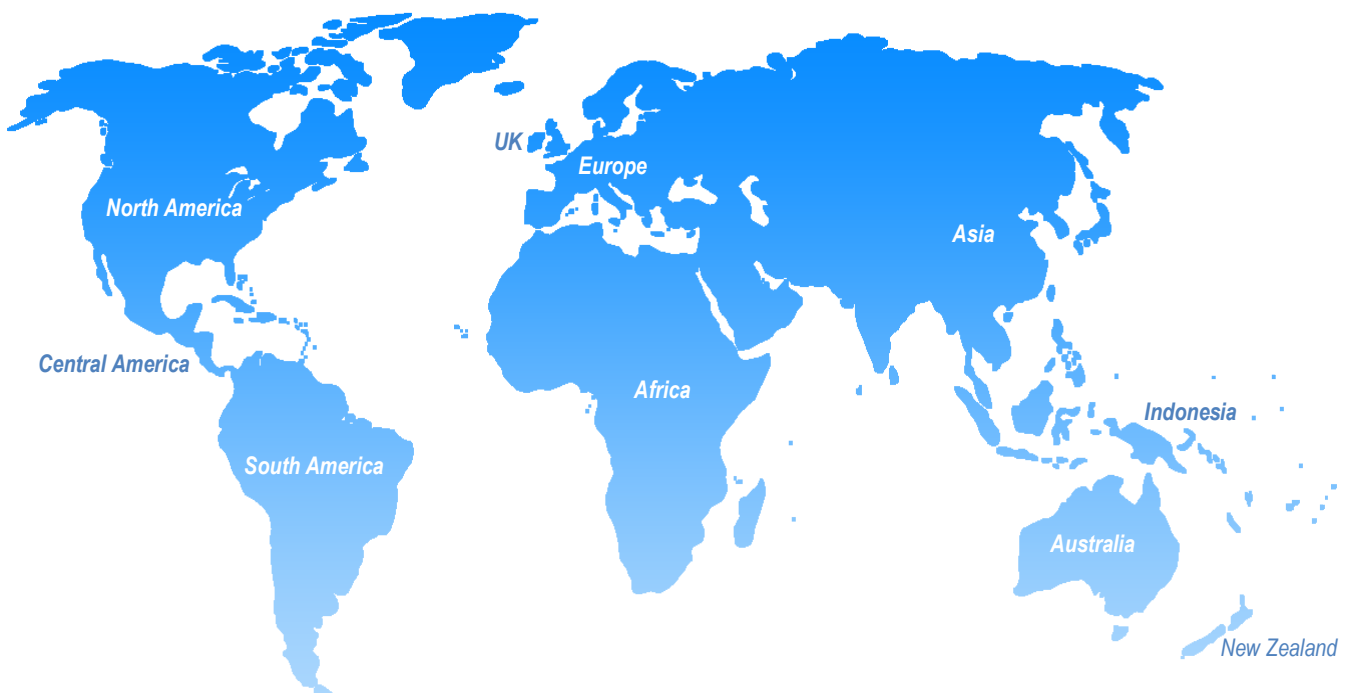 UK
Europe
North America
Asia
Central America
Africa
Indonesia
South America
Australia
New Zealand